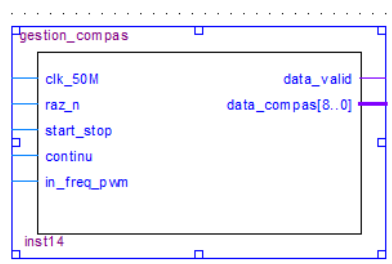 gestion_compas
clk_50M data_valid
raz_n data_compas[8..0]
start_stop
continu
in_freq_pwm
inst14